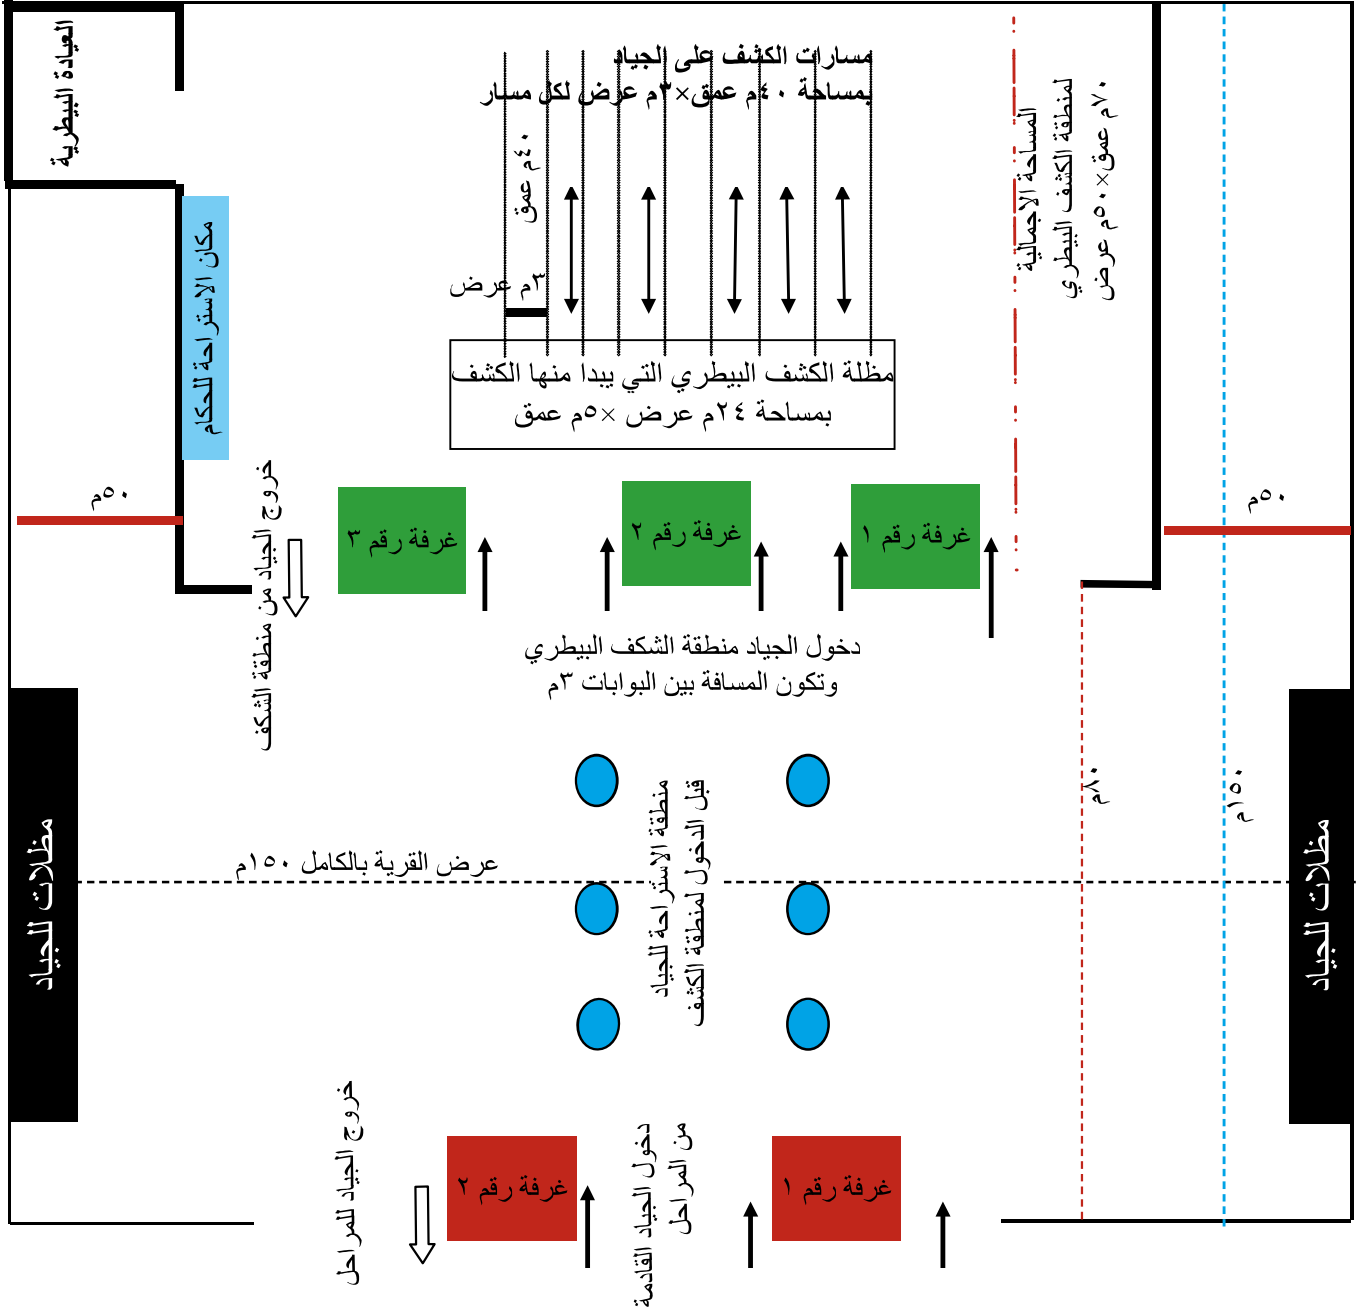 العيادة البيطرية
مسارات الكشف على الجياد
بمساحة ٤٠م عمق×٣م عرض لكل مسار
٤٠م عمق
٣م عرض
المساحة الاجمالية
لمنطقة الكشف البيطري
٧٠م عمق×٥٠م عرض
مكان الاستراحة للحكام
مظلة الكشف البيطري التي يبدا منها الكشف
بمساحة ٢٤م عرض ×٥م عمق
٥٠م
٥٠م
غرفة رقم ١
غرفة رقم ٢
غرفة رقم ٣
خروج الجياد من منطقة الشكف
دخول الجياد منطقة الشكف البيطري
وتكون المسافة بين البوابات ٣م
مظلات للجياد
منطقة الاستراحة للجياد
قبل الدخول لمنطقة الكشف
٨٠م
١٥٠م
عرض القرية بالكامل ١٥٠م
مظلات للجياد
غرفة رقم ١
غرفة رقم ٢
دخول الجياد القادمة
من المراحل
خروج الجياد للمراحل